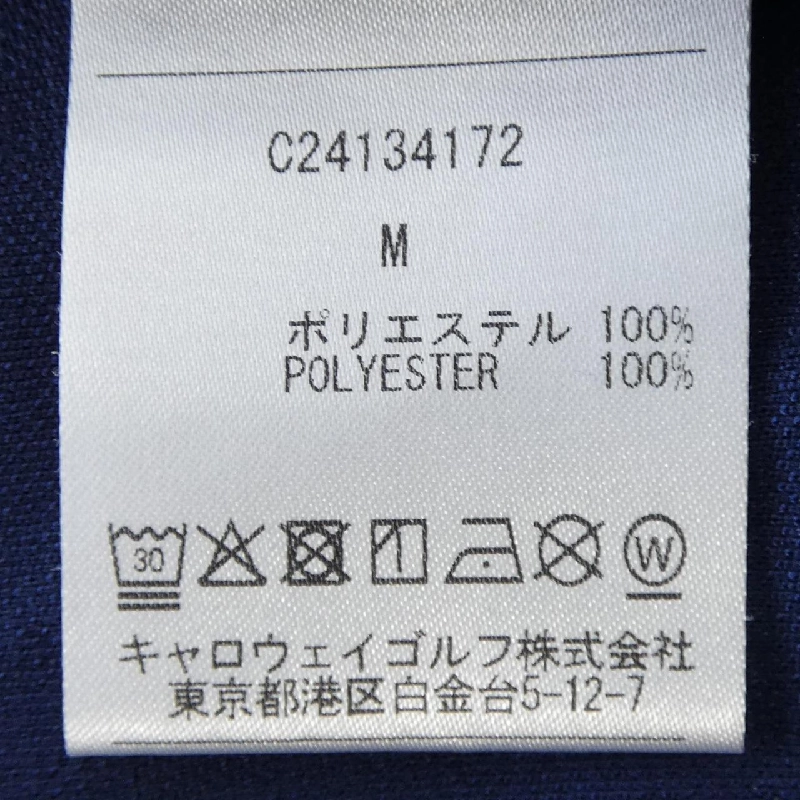 C24134172
M
ポリエステル 100%
POLYESTER 100%
30 W
キャロウェイゴルフ株式会社
東京都港区白金台5-12-7